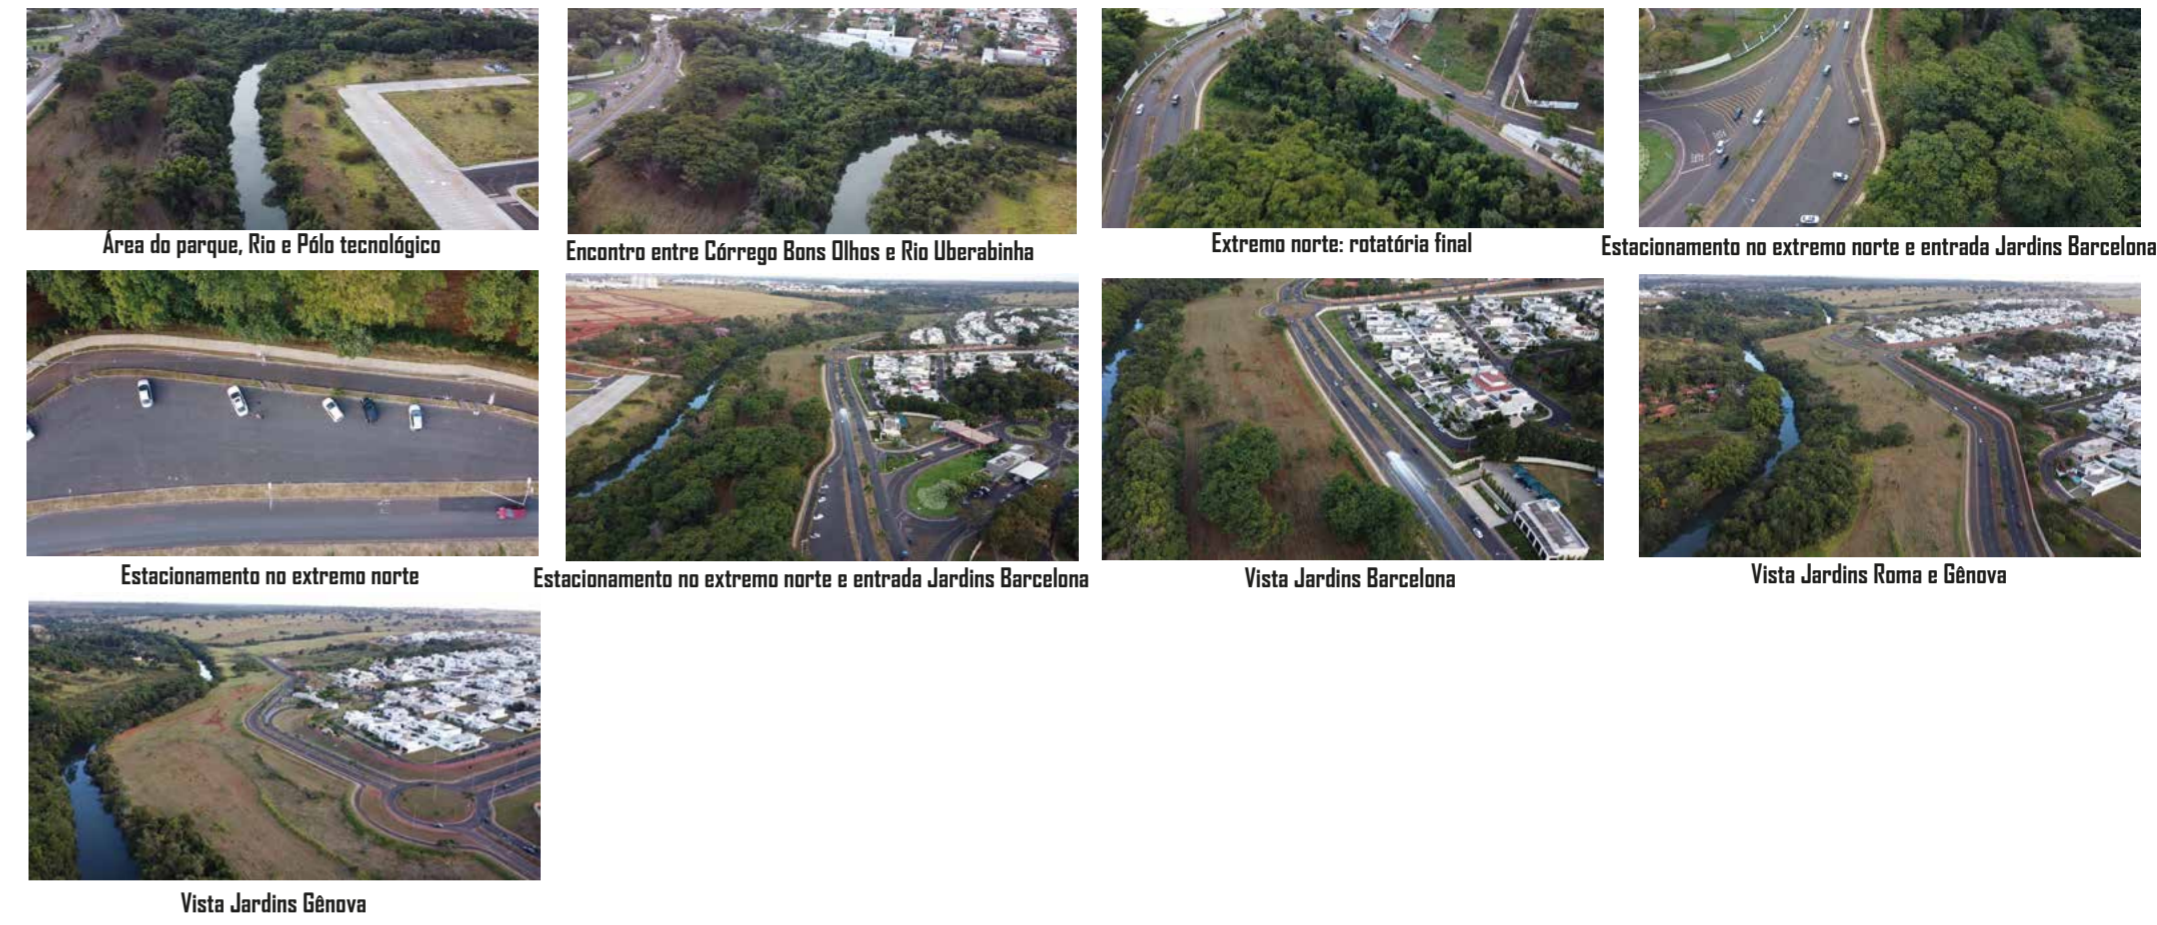 Área do parque, Rio e Pólo tecnológico
Encontro entre Córrego Bons Olhos e Rio Uberabinha
Extremo norte: rotatória final
Estacionamento no extremo norte e entrada Jardins Barcelona
Estacionamento no extremo norte
Estacionamento no extremo norte e entrada Jardins Barcelona
Vista Jardins Barcelona
Vista Jardins Roma e Gênova
Vista Jardins Gênova